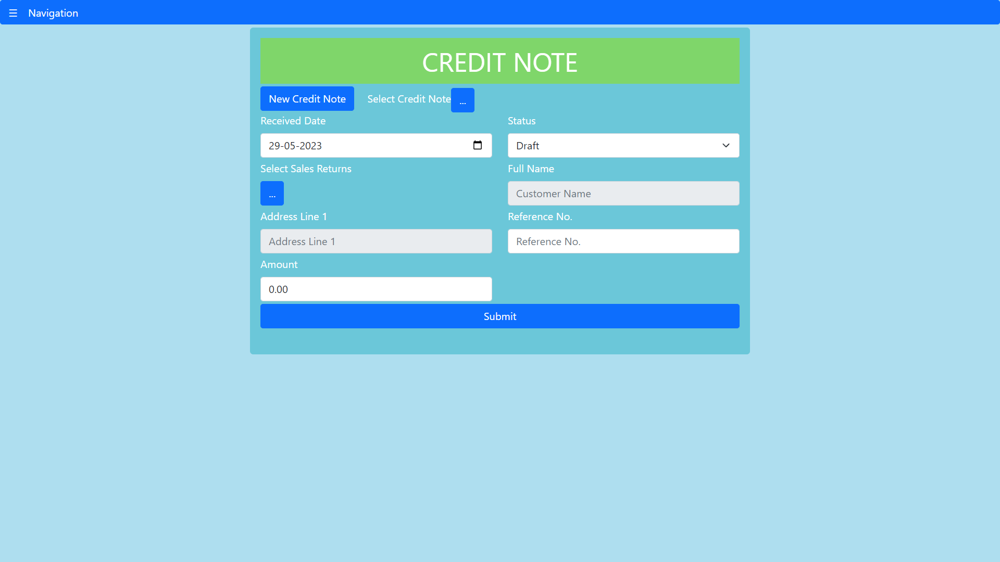 ☰ Navigation
CREDIT NOTE
New Credit Note Select Credit Note ...
Received Date Status
29-05-2023 Draft
Select Sales Returns Full Name
... Customer Name
Address Line 1 Reference No.
Address Line 1 Reference No.
Amount
0.00
Submit